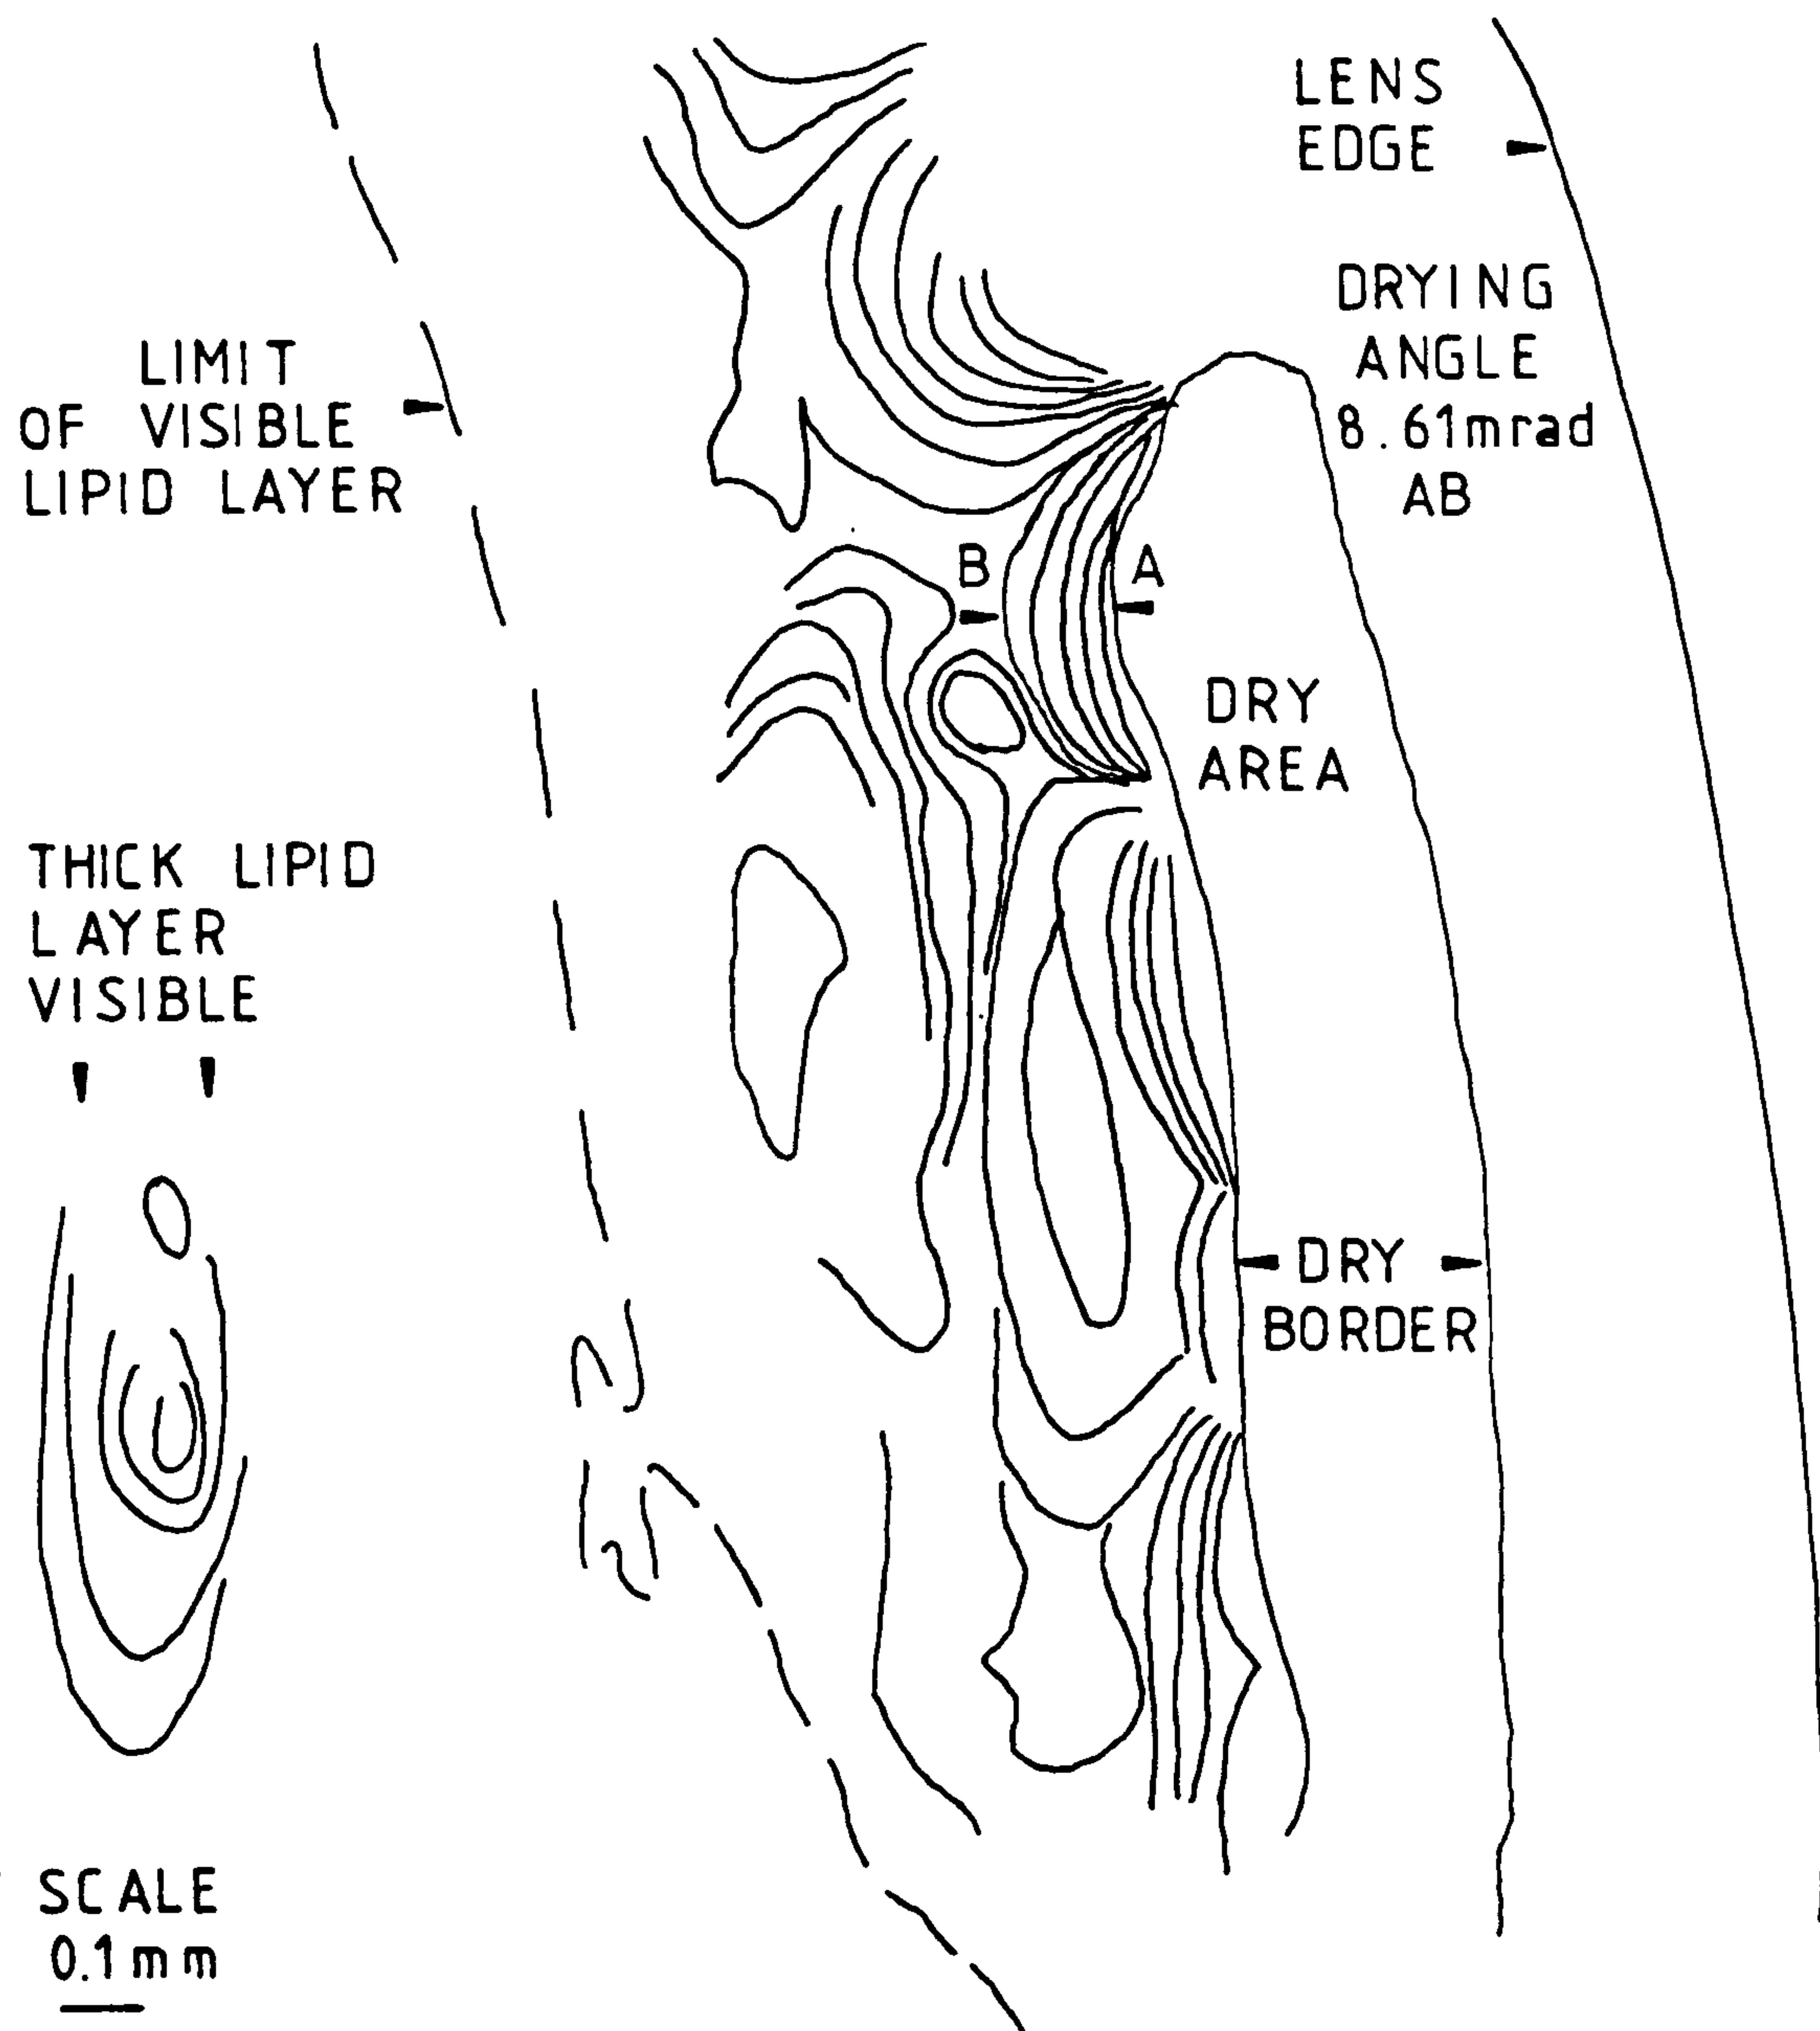 LENS
EDGE
DRYING
ANGLE
8.61mrad
AB
LIMIT
OF VISIBLE
LIPID LAYER
B
A
DRY
AREA
THICK LIPID
LAYER
VISIBLE
DRY
BORDER
SCALE
0.1mm